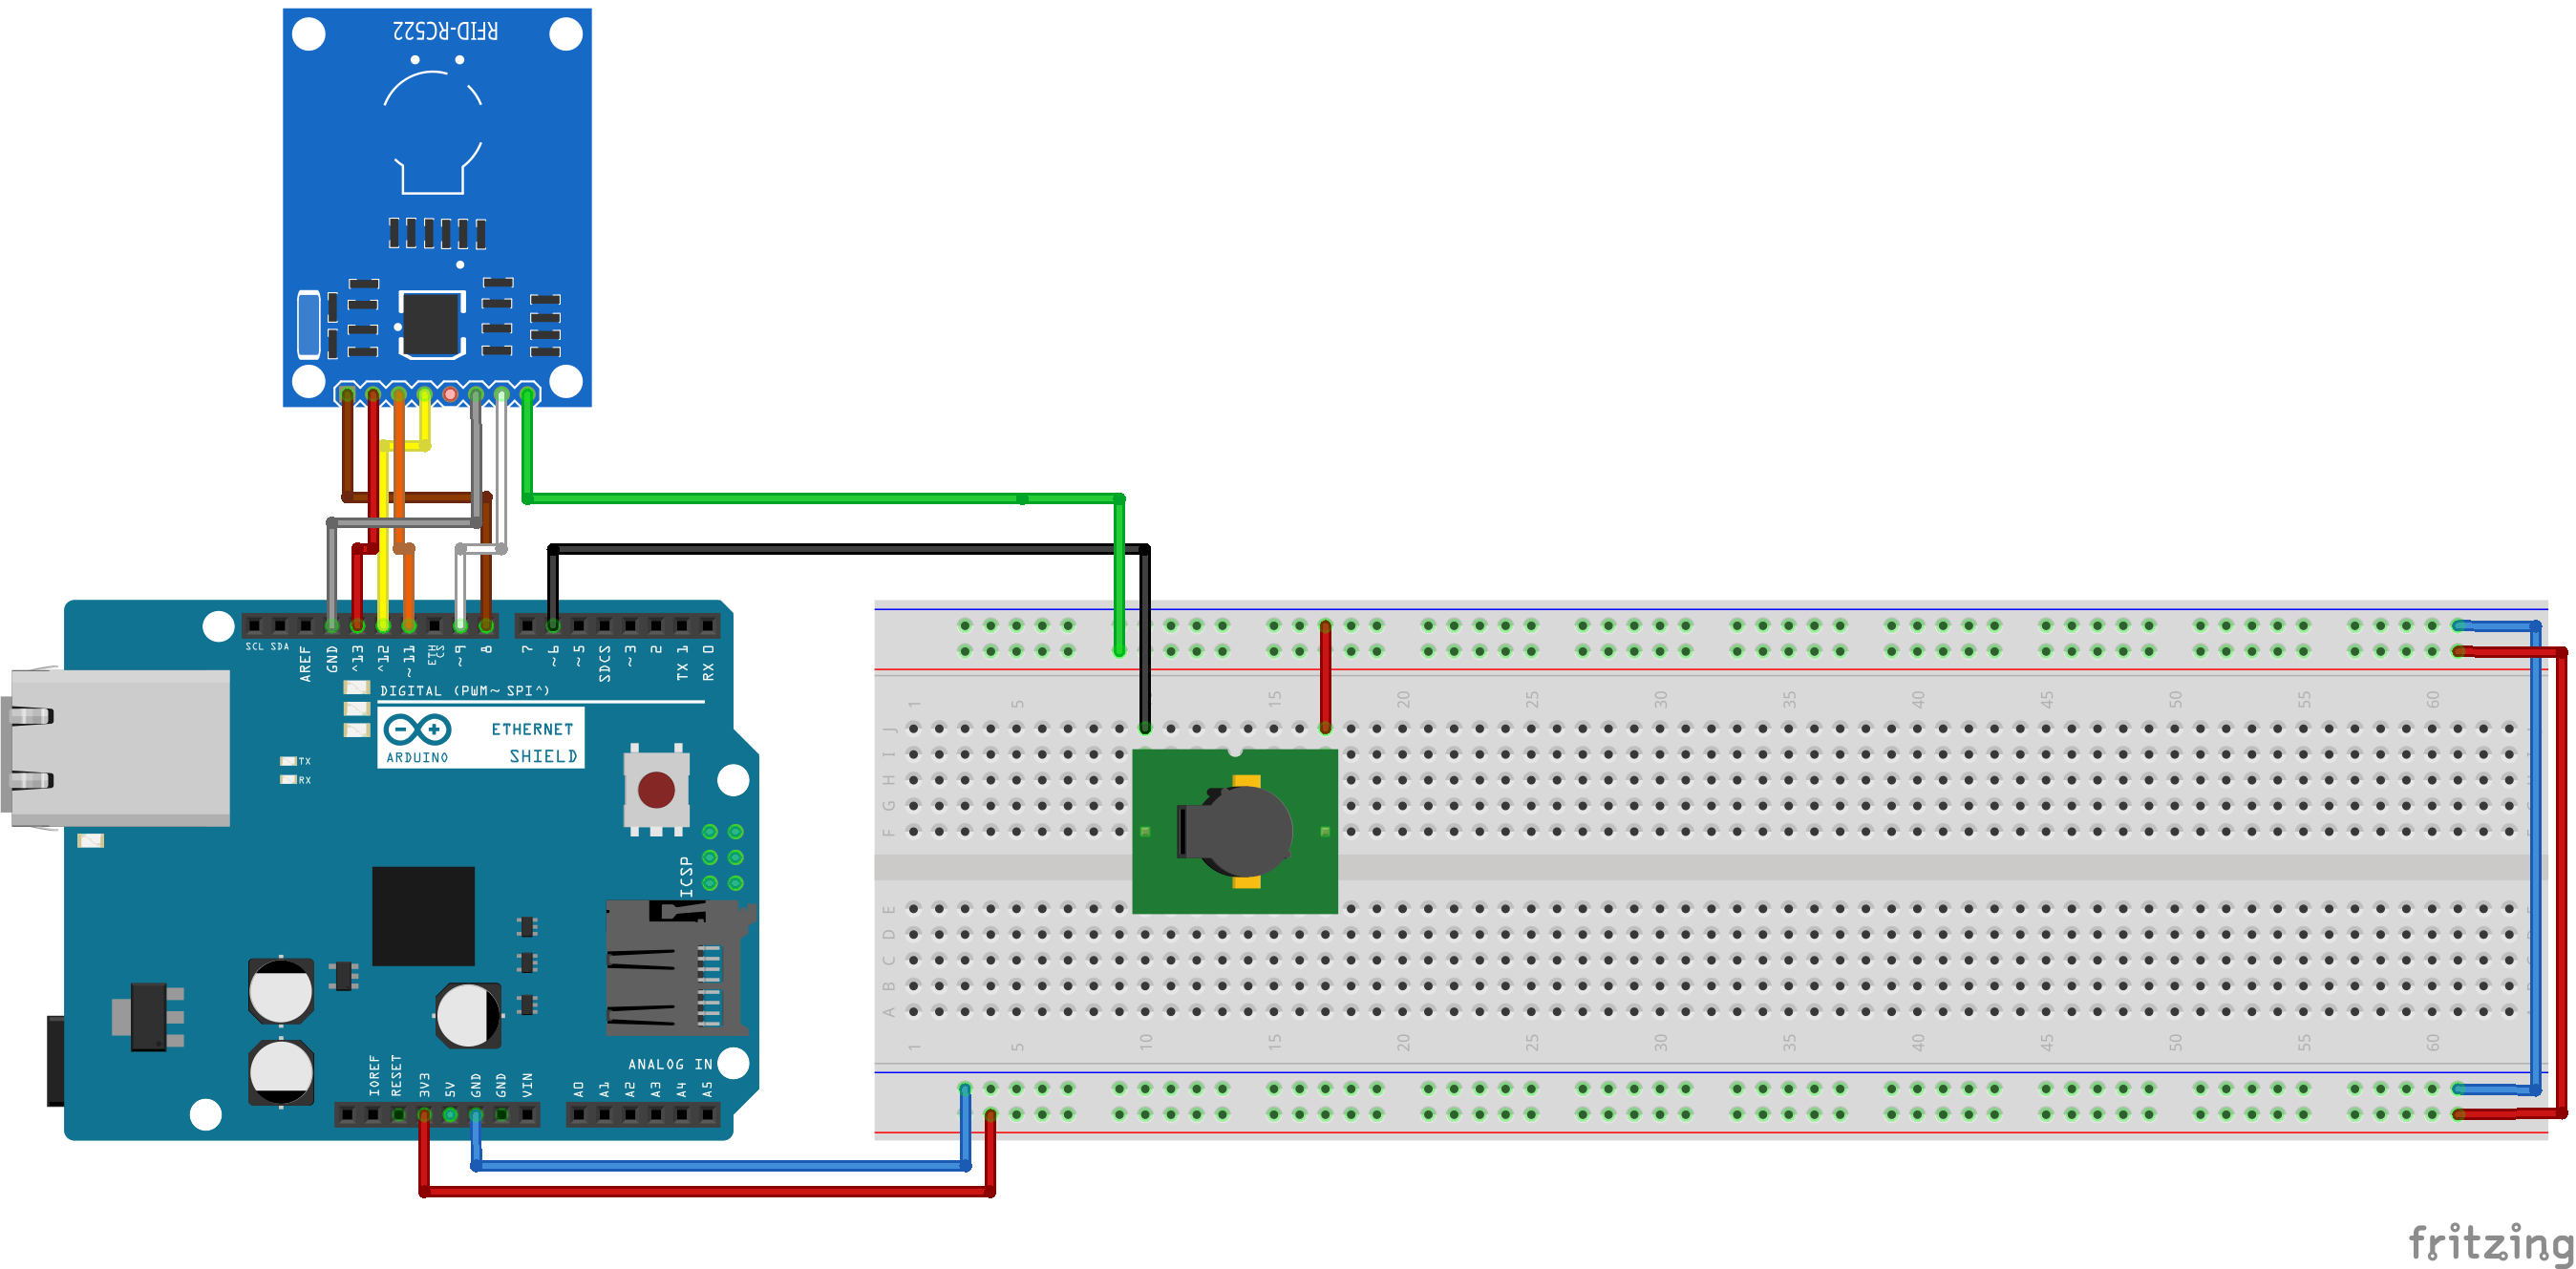 RFID-RC522
SCL SDA
AREF
GND
^13
^12
~11
ETH
CS
~9
8
7
~6
~5
SDCS
~3
2
TX 1
RX 0
DIGITAL (PWM~ SPI^)
ETHERNET
SHIELD
ARDUINO
TX
RX
ICSP
ANALOG IN
IOREF
RESET
3V3
5V
GND
GND
VIN
A0
A1
A2
A3
A4
A5
1 5 15 20 25 30 35 40 45 50 55 60
J
I
H
G
F
E
D
C
B
A
1 5 10 15 20 25 30 35 40 45 50 55 60
fritzing